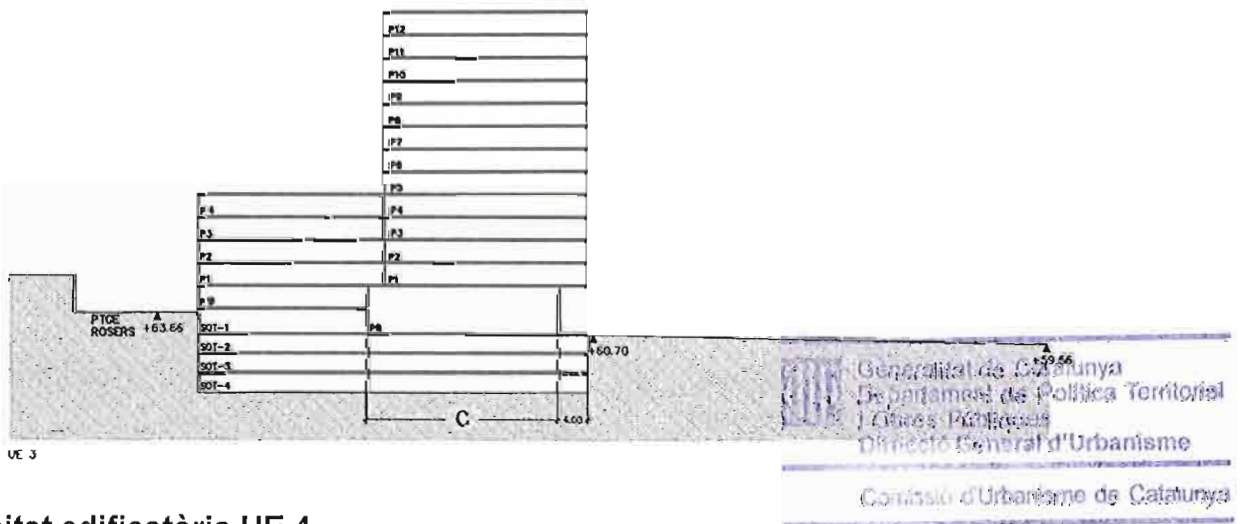 P12
P11
P10
P9
P8
P7
P6
P5
P4 P4
P3 P3
P2 P2
P1 P1
PB
PTGE
ROSERS +63.66
SOT-1 PB
SOT-2
SOT-3
SOT-4
+60.70
+59.56
C 4.00
UE 3
Generalitat de Catalunya
Departament de Política Territorial
i Obres Públiques
Direcció General d'Urbanisme
Comissió d'Urbanisme de Catalunya